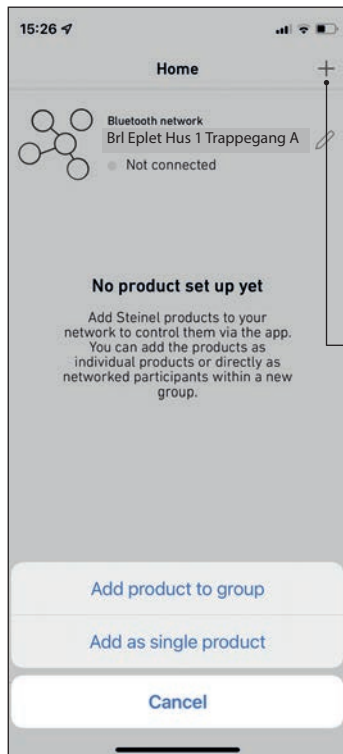 15:26
Home
Bluetooth network
Brl Eplet Hus 1 Trappegang A
Not connected
No product set up yet
Add Steinel products to your
network to control them via the app.
You can add the products as
individual products or directly as
networked participants within a new
group.
Add product to group
Add as single product
Cancel